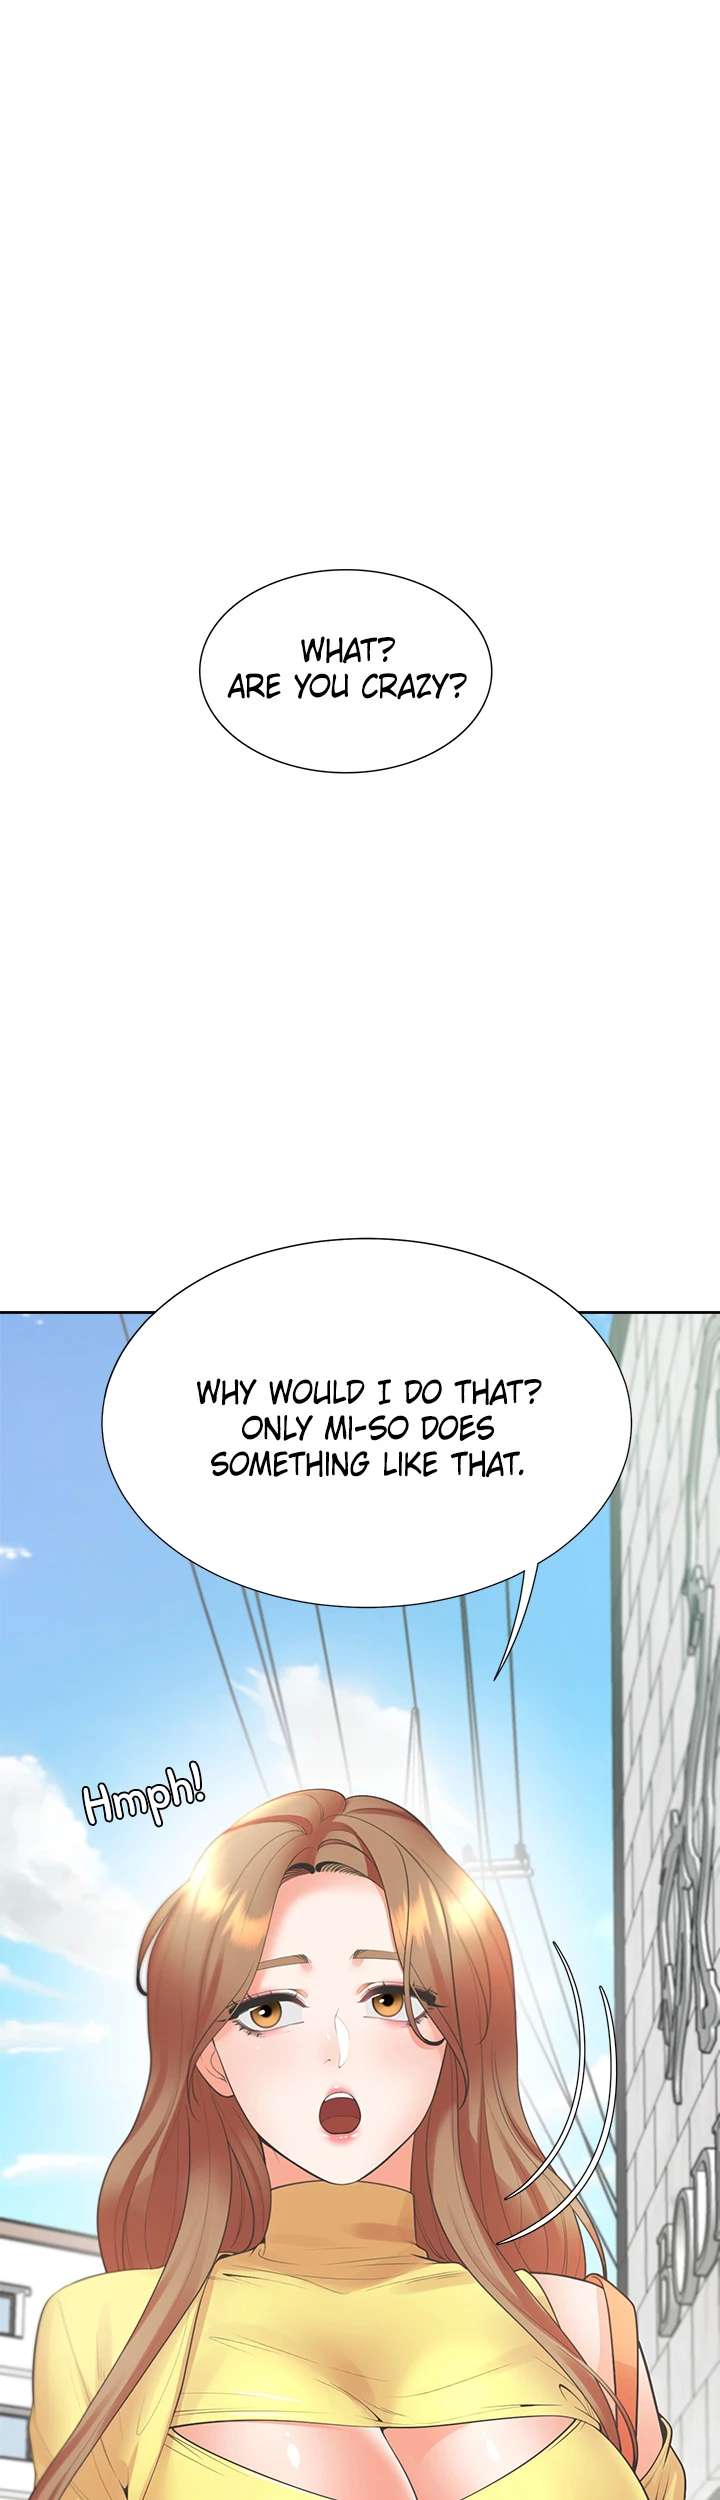 WHAT?
ARE YOU CRAZY?
WHY WOULD I DO THAT?
ONLY MI-SO DOES
SOMETHING LIKE THAT.
Hmph!